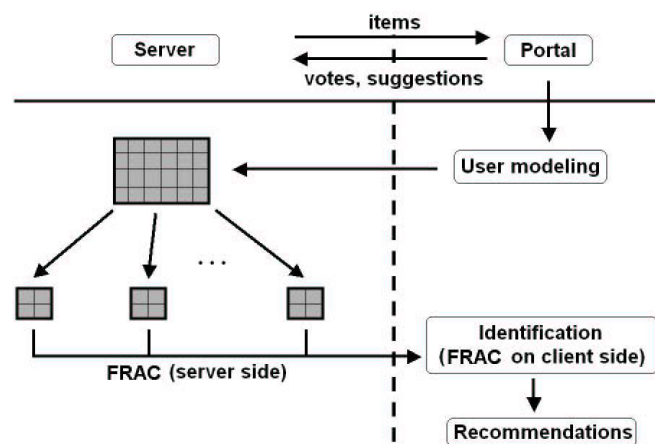 items
Server
Portal
votes, suggestions
User modeling
. . .
Identification
(FRAC on client side)
FRAC (server side)
Recommendations